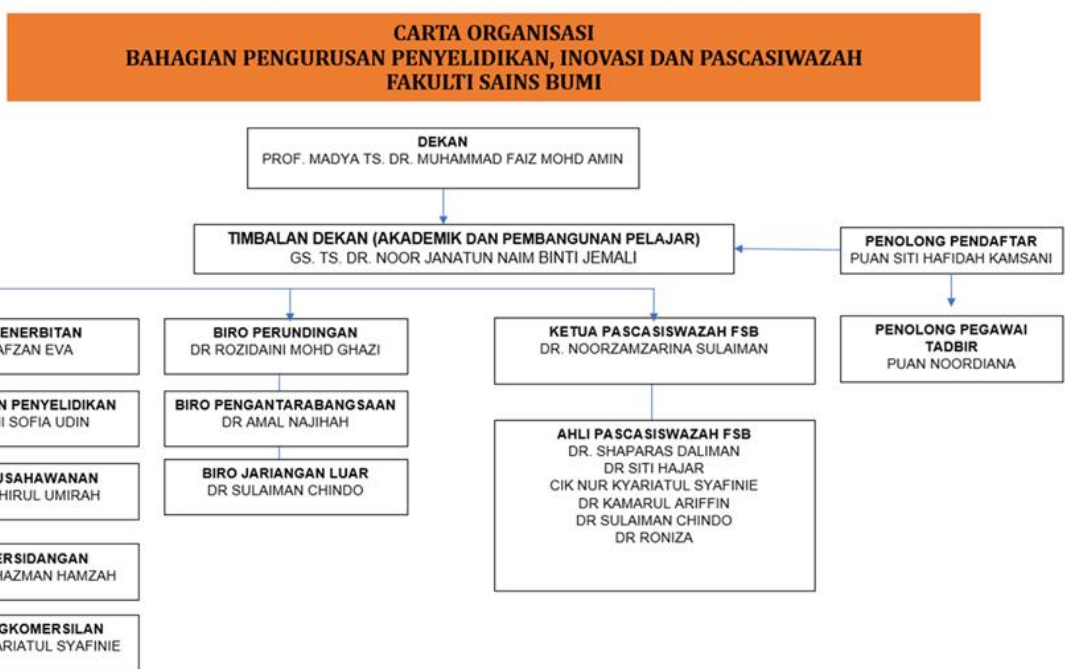 CARTA ORGANISASI
BAHAGIAN PENGURUSAN PENYELIDIKAN, INOVASI DAN PASCASIWAZAH
FAKULTI SAINS BUMI
DEKAN
PROF. MADYA TS. DR. MUHAMMAD FAIZ MOHD AMIN
TIMBALAN DEKAN (AKADEMIK DAN PEMBANGUNAN PELAJAR)
GS. TS. DR. NOOR JANATUN NAIM BINTI JEMALI
PENOLONG PENDAFTAR
PUAN SITI HAFIDAH KAMSANI
PENOLONG PEGAWAI
TADBIR
PUAN NOORDIANA
ENERBITAN
AFZAN EVA
N PENYELIDIKAN
SOFIA UDIN
USAHAWANAN
HIRUL UMIRAH
ERSIDANGAN
HAZMAN HAMZAH
GKOMERSILAN
ARIATUL SYAFINIE
BIRO PERUNDINGAN
DR ROZIDAINI MOHD GHAZI
BIRO PENGANTARABANGSAAN
DR AMAL NAJIHAH
BIRO JARIANGAN LUAR
DR SULAIMAN CHINDO
KETUA PASCASISWAZAH FSB
DR. NOORZAMZARINA SULAIMAN
AHLI PASCASISWAZAH FSB
DR. SHAPARAS DALIMAN
DR SITI HAJAR
CIK NUR KYARIATUL SYAFINIE
DR KAMARUL ARIFFIN
DR SULAIMAN CHINDO
DR RONIZA